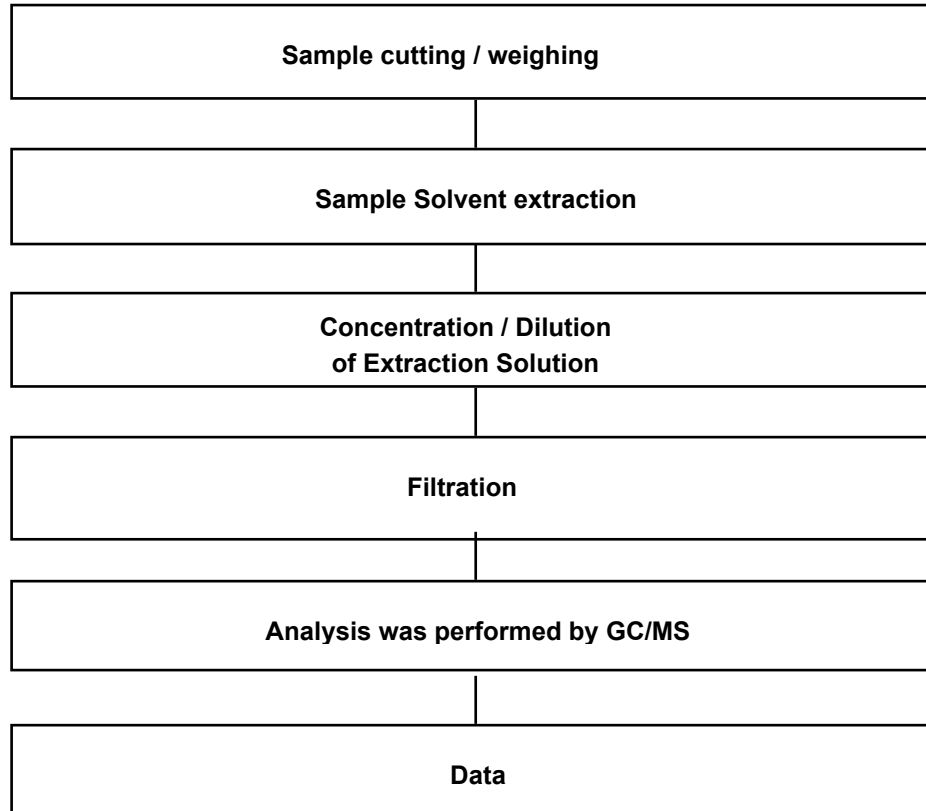 Sample cutting / weighing
Sample Solvent extraction
Concentration / Dilution
of Extraction Solution
Filtration
Analysis was performed by GC/MS
Data